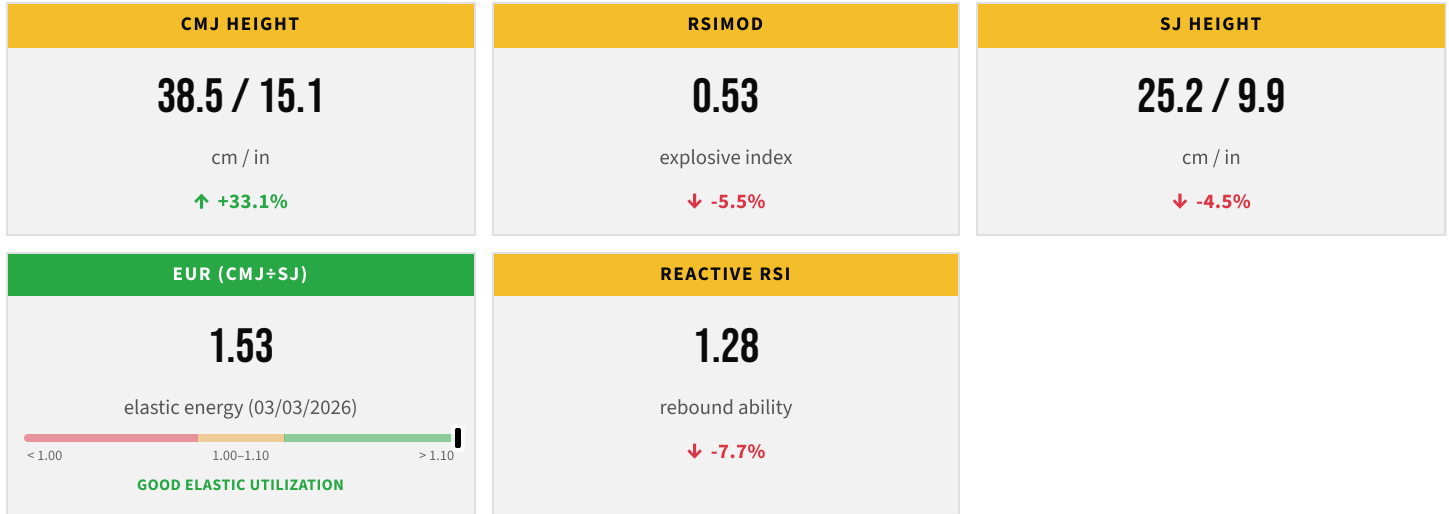 CMJ HEIGHT
38.5 / 15.1
cm / in
↑ +33.1%
RSIMOD
0.53
explosive index
↓ -5.5%
SJ HEIGHT
25.2 / 9.9
cm / in
↓ -4.5%
EUR (CMJ÷SJ)
1.53
elastic energy (03/03/2026)
< 1.00 1.00–1.10 > 1.10
GOOD ELASTIC UTILIZATION
REACTIVE RSI
1.28
rebound ability
↓ -7.7%